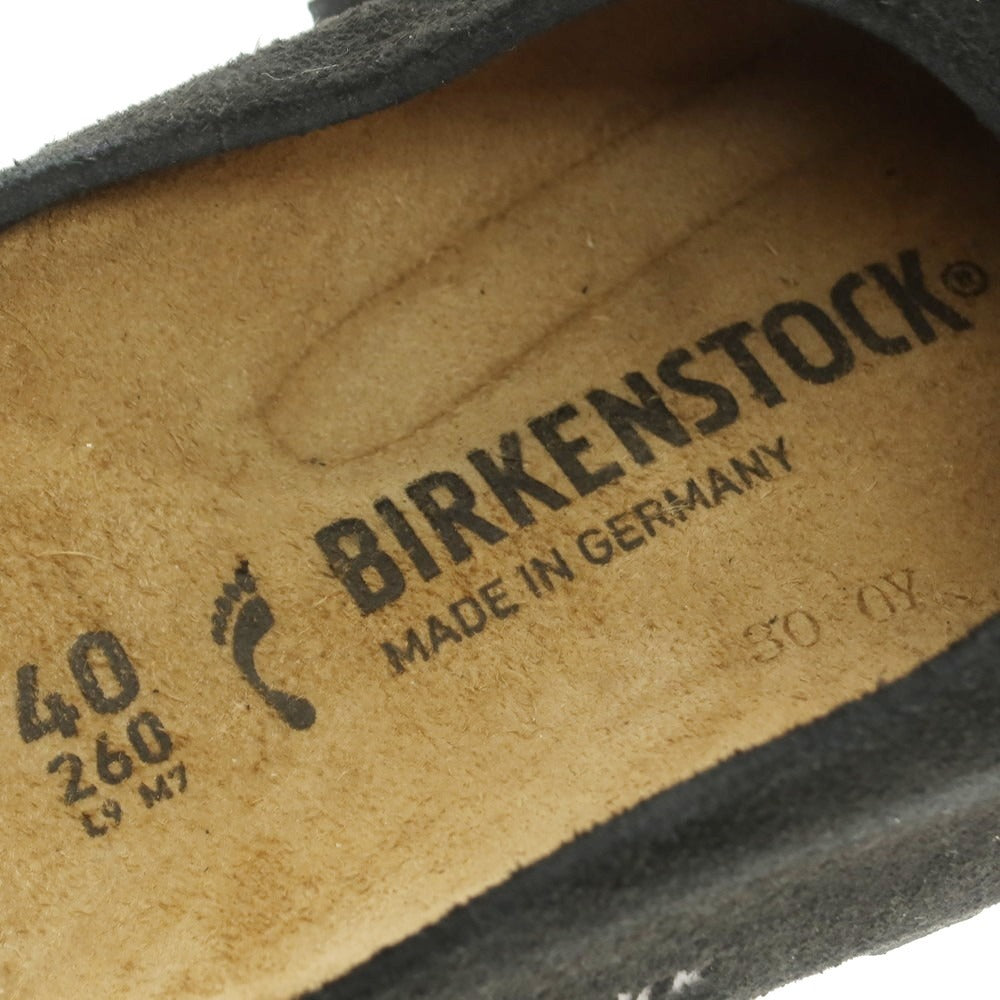 BIRKENSTOCK®
MADE IN GERMANY
40
260
L9 M7